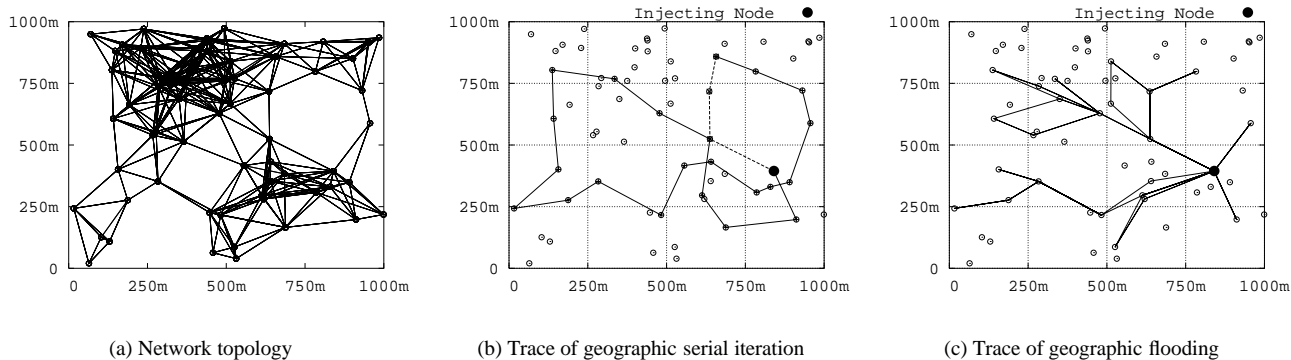 1000m
750m
500m
250m
0
0 250m 500m 750m 1000m
(a) Network topology
Injecting Node
1000m
750m
500m
250m
0
0 250m 500m 750m 1000m
(b) Trace of geographic serial iteration
Injecting Node
1000m
750m
500m
250m
0
0 250m 500m 750m 1000m
(c) Trace of geographic flooding